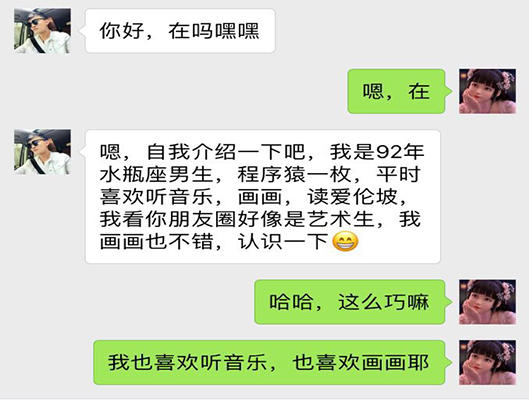 你好，在吗嘿嘿
嗯，在
嗯，自我介绍一下吧，我是92年
水瓶座男生，程序猿一枚，平时
喜欢听音乐，画画，读爱伦坡，
我看你朋友圈好像是艺术生，我
画画也不错，认识一下😁
哈哈，这么巧嘛
我也喜欢听音乐，也喜欢画画耶